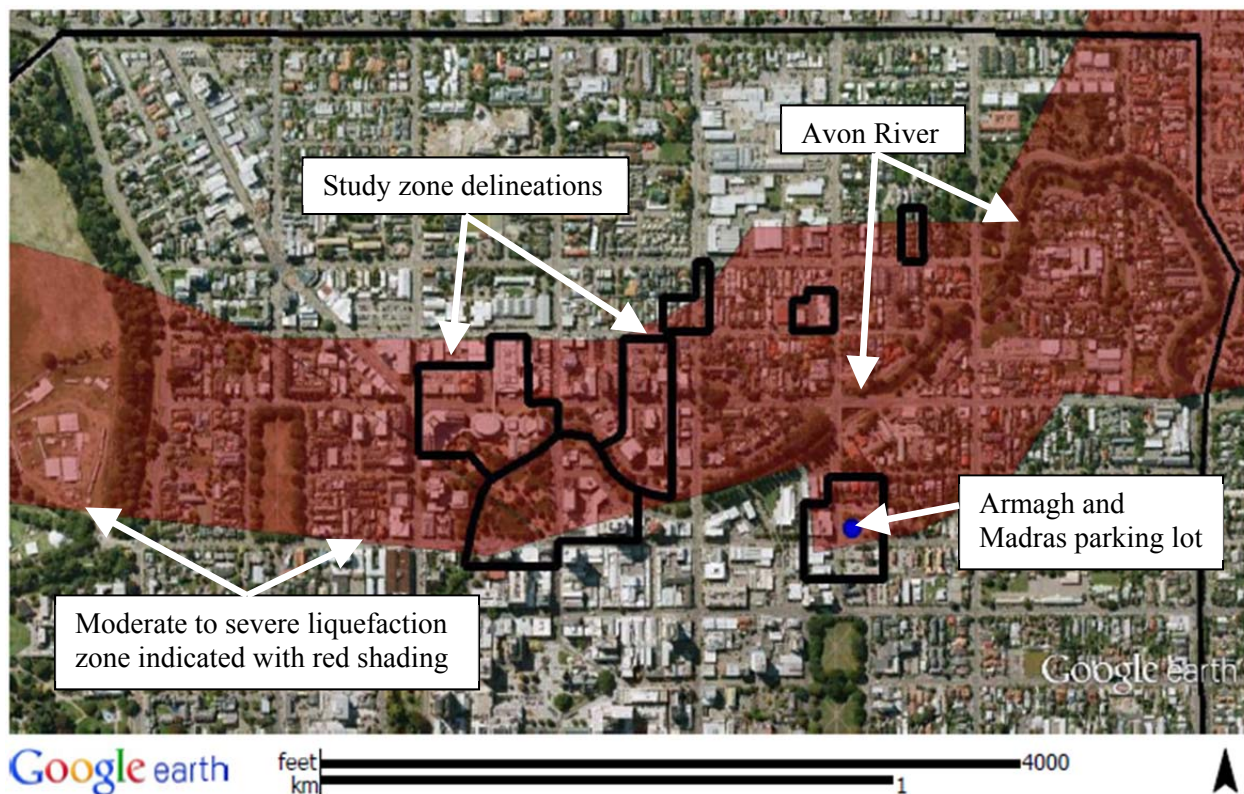 Avon River
Study zone delineations
Armagh and
Madras parking lot
Moderate to severe liquefaction
zone indicated with red shading
Google earth
Google earth
feet 4000
km 1